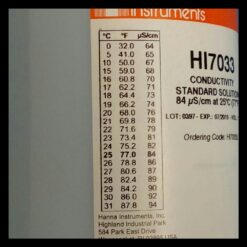 instruments
°C °F µS/cm
0 32.0 64
5 41.0 65
10 50.0 67
15 59.0 68
16 60.8 70
17 62.6 71
18 64.4 73
19 66.2 74
20 68.0 76
21 69.8 78
22 71.6 79
23 73.4 81
24 75.2 82
25 77.0 84
26 78.8 86
27 80.6 87
28 82.4 89
29 84.2 90
30 86.0 92
31 87.8 94
HI7033
CONDUCTIVITY
STANDARD SOLUTION
84 µS/cm at 25°C
LOT: EXP.:
Ordering Code:
Hanna Instruments, Inc.
Highland Industrial Park
584 Park East Drive